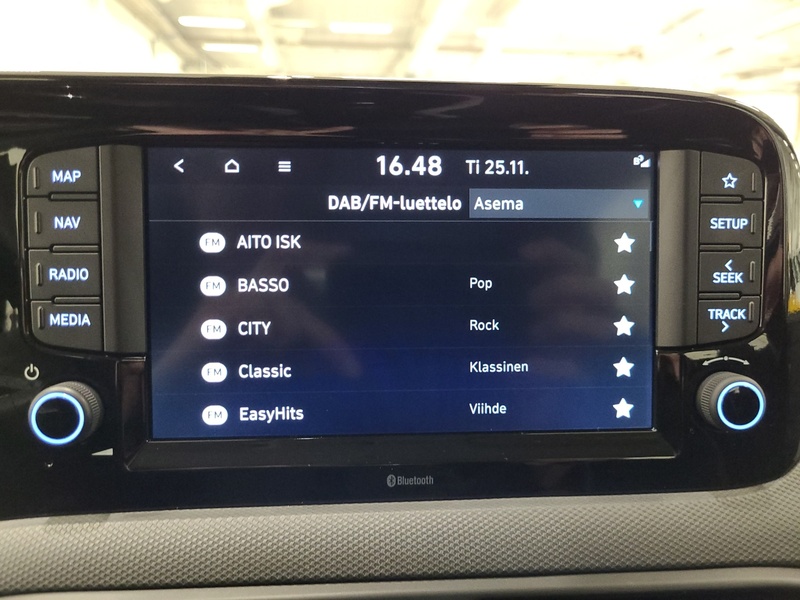 16.48 Ti 25.11.
DAB/FM-luettelo Asema
FM AITO ISK
FM BASSO Pop
FM CITY Rock
FM Classic Klassinen
FM EasyHits Viihde
MAP
NAV
RADIO
MEDIA
SETUP
SEEK
TRACK
Bluetooth